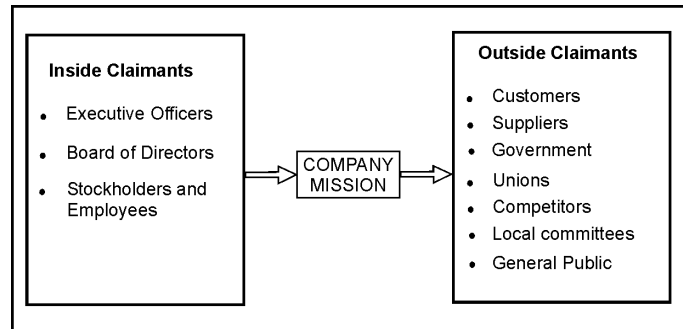 Inside Claimants
• Executive Officers
• Board of Directors
• Stockholders and
Employees
COMPANY
MISSION
Outside Claimants
• Customers
• Suppliers
• Government
• Unions
• Competitors
• Local committees
• General Public